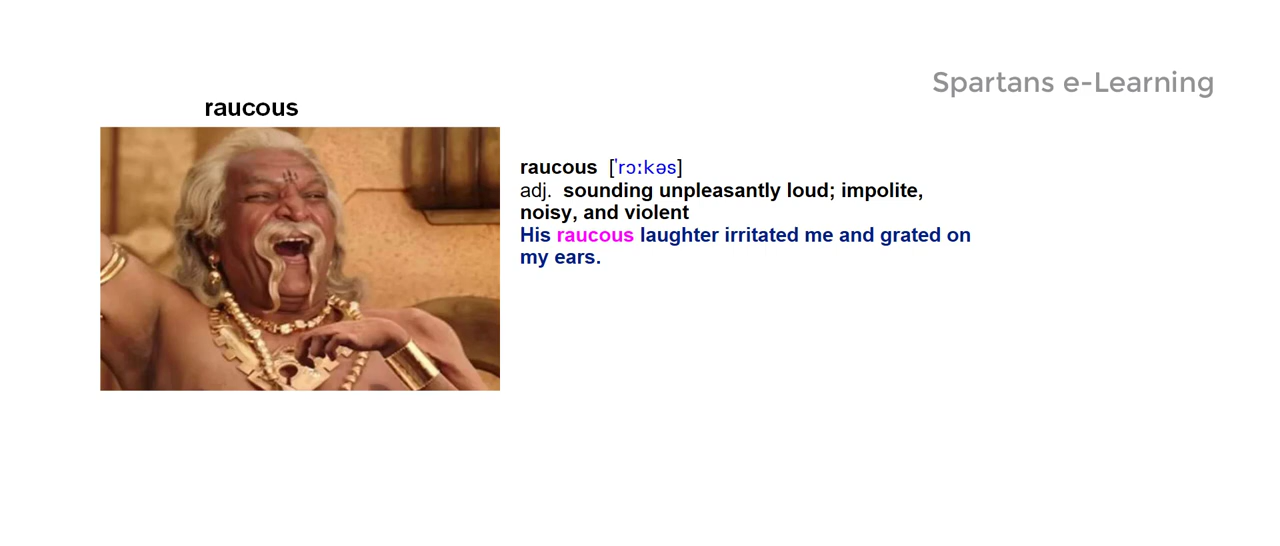 Spartans e-Learning
raucous
raucous [ˈrɔːkəs]
adj. sounding unpleasantly loud; impolite,
noisy, and violent
His raucous laughter irritated me and grated on
my ears.